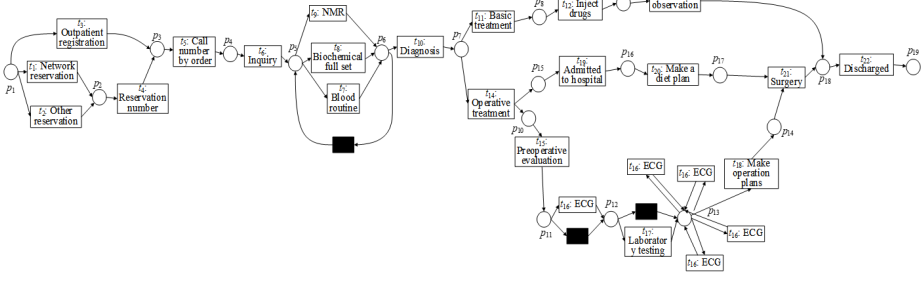 t₃:
Outpatient
registration
p₁
t₁: Network
reservation
t₂: Other
reservation
p₂
t₄:
Reservation
number
p₃
t₅: Call
number
by order
p₄
t₆:
Inquiry
p₅
t₉: NMR
t₈:
Biochemical
full set
t₇:
Blood
routine
p₆
t₁₀:
Diagnosis
p₇
t₁₁: Basic
treatment
p₈
t₁₂: Inject
drugs
observation
t₁₄:
Operative
treatment
p₁₅
t₁₉:
Admitted
to hospital
p₁₆
t₂₀: Make a
diet plan
p₁₇
t₂₁:
Surgery
p₁₈
t₂₂:
Discharged
p₁₉
p₁₀
t₁₅:
Preoperative
evaluation
p₁₁
t₁₆: ECG
p₁₂
t₁₇:
Laborator
y testing
t₁₆: ECG
t₁₆: ECG
t₁₆: ECG
t₁₆: ECG
p₁₃
t₁₈: Make
operation
plans
p₁₄